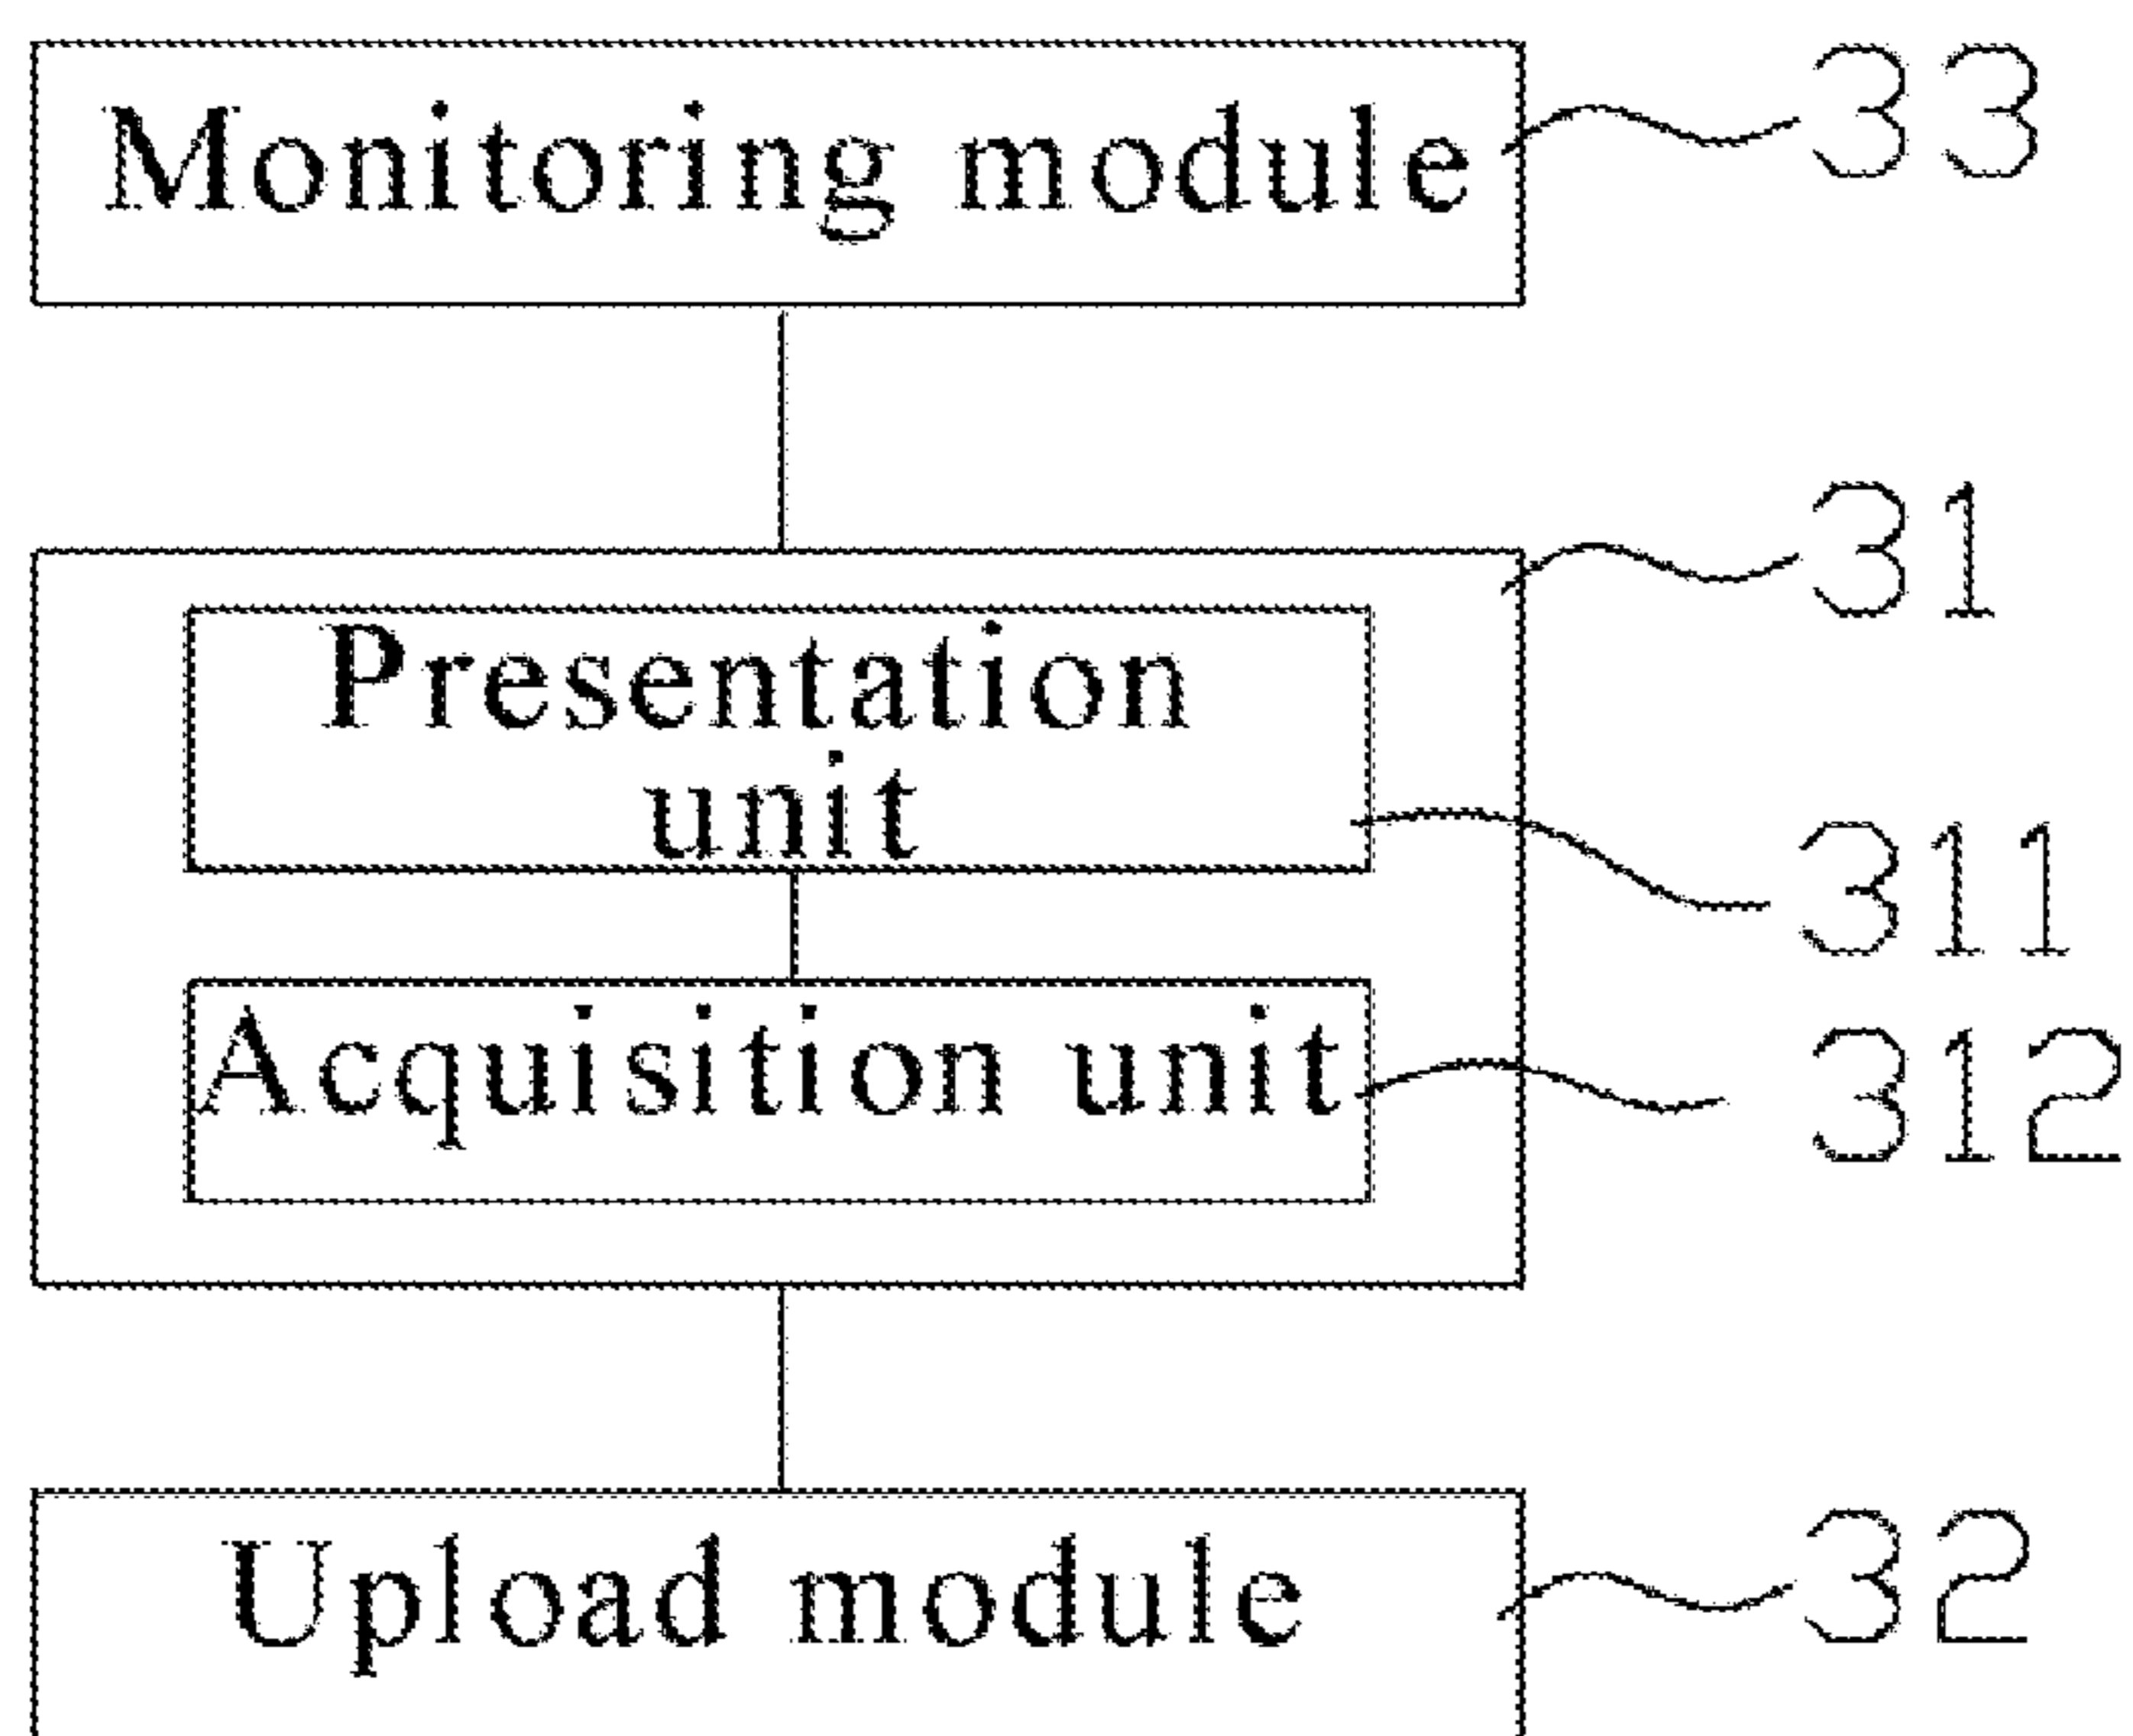 Monitoring module
33
31
Presentation
unit
311
Acquisition unit
312
Upload module
32